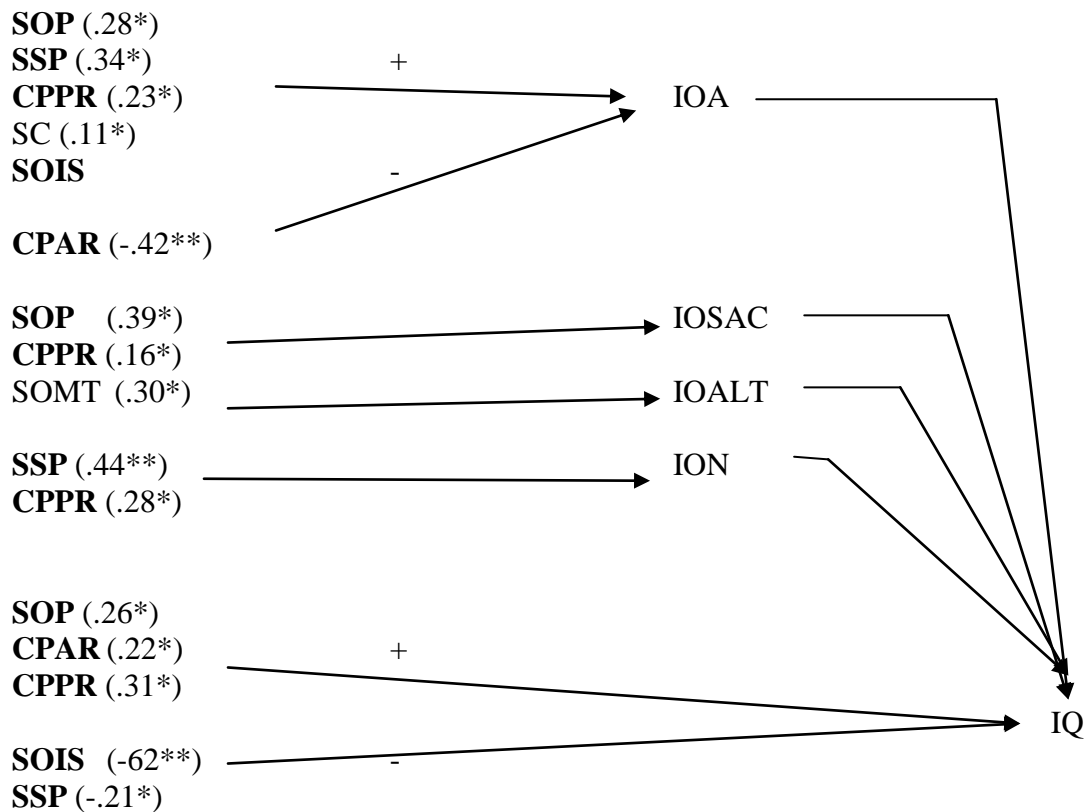 SOP (.28*)
SSP (.34*) +
CPPR (.23*) IOA
SC (.11*)
SOIS -
CPAR (-.42**)
SOP (.39*) IOSAC
CPPR (.16*)
SOMT (.30*) IOALT
SSP (.44**) ION
CPPR (.28*)
SOP (.26*)
CPAR (.22*) +
CPPR (.31*)
IQ
SOIS (-62**) -
SSP (-.21*)